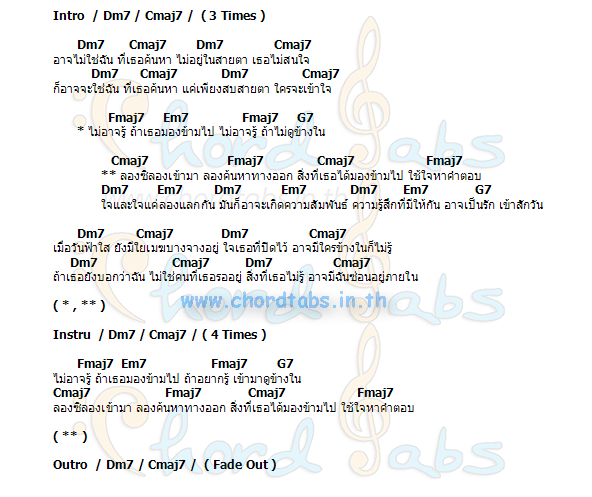 Intro / Dm7 / Cmaj7 / ( 3 Times )
Dm7 Cmaj7 Dm7 Cmaj7
อาจไม่ใช่ฉัน ที่เธอค้นหา ไม่อยู่ในสายตา เธอไม่สนใจ
Dm7 Cmaj7 Dm7 Cmaj7
ก็อาจจะใช่ฉัน ที่เธอค้นหา แค่เพียงสบสายตา ใครจะเข้าใจ
Fmaj7 Em7 Fmaj7 G7
* ไม่อาจรู้ ถ้าเธอมองข้ามไป ไม่อาจรู้ ถ้าไม่ดูข้างใน
Cmaj7 Fmaj7 Cmaj7 Fmaj7
** ลองซิลองเข้ามา ลองค้นหาทางออก สิ่งที่เธอได้มองข้ามไป ใช้ใจหาคำตอบ
Dm7 Em7 Dm7 Em7 Dm7 Em7 G7
ใจและใจแค่ลองแลกกัน มันก็อาจะเกิดความสัมพันธ์ ความรู้สึกที่มีให้กัน อาจเป็นรัก เข้าสักวัน
Dm7 Cmaj7 Dm7 Cmaj7
เมื่อวันฟ้าใส ยังมีใยเมฆบางจางอยู่ ใจเธอที่ปิดไว้ อาจมีใครข้างในก็ไม่รู้
Dm7 Cmaj7 Dm7 Cmaj7
ถ้าเธอยังบอกว่าฉัน ไม่ใช่คนที่เธอรออยู่ สิ่งที่เธอไม่รู้ อาจมีฉันซ่อนอยู่ภายใน
( * , ** )
www.chordtabs.in.th
Instru / Dm7 / Cmaj7 / ( 4 Times )
Fmaj7 Em7 Fmaj7 G7
ไม่อาจรู้ ถ้าเธอมองข้ามไป ถ้าอยากรู้ เข้ามาดูข้างใน
Cmaj7 Fmaj7 Cmaj7 Fmaj7
ลองซิลองเข้ามา ลองค้นหาทางออก สิ่งที่เธอได้มองข้ามไป ใช้ใจหาคำตอบ
( ** )
Outro / Dm7 / Cmaj7 / ( Fade Out )